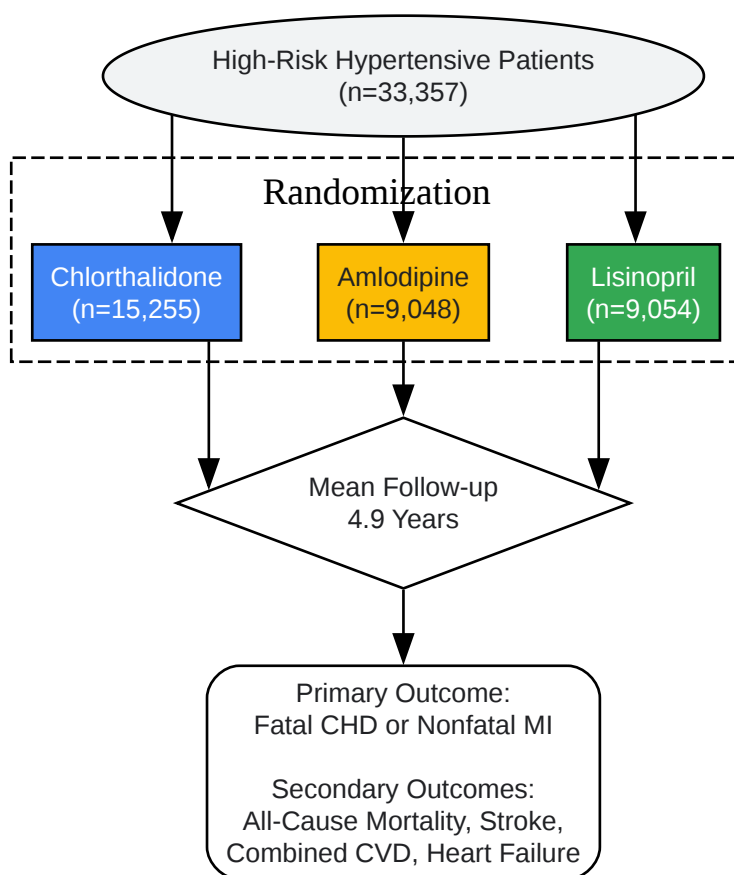 High-Risk Hypertensive Patients
(n=33,357)
Randomization
Chlorthalidone
(n=15,255)
Amlodipine
(n=9,048)
Lisinopril
(n=9,054)
Mean Follow-up
4.9 Years
Primary Outcome:
Fatal CHD or Nonfatal MI
Secondary Outcomes:
All-Cause Mortality, Stroke,
Combined CVD, Heart Failure